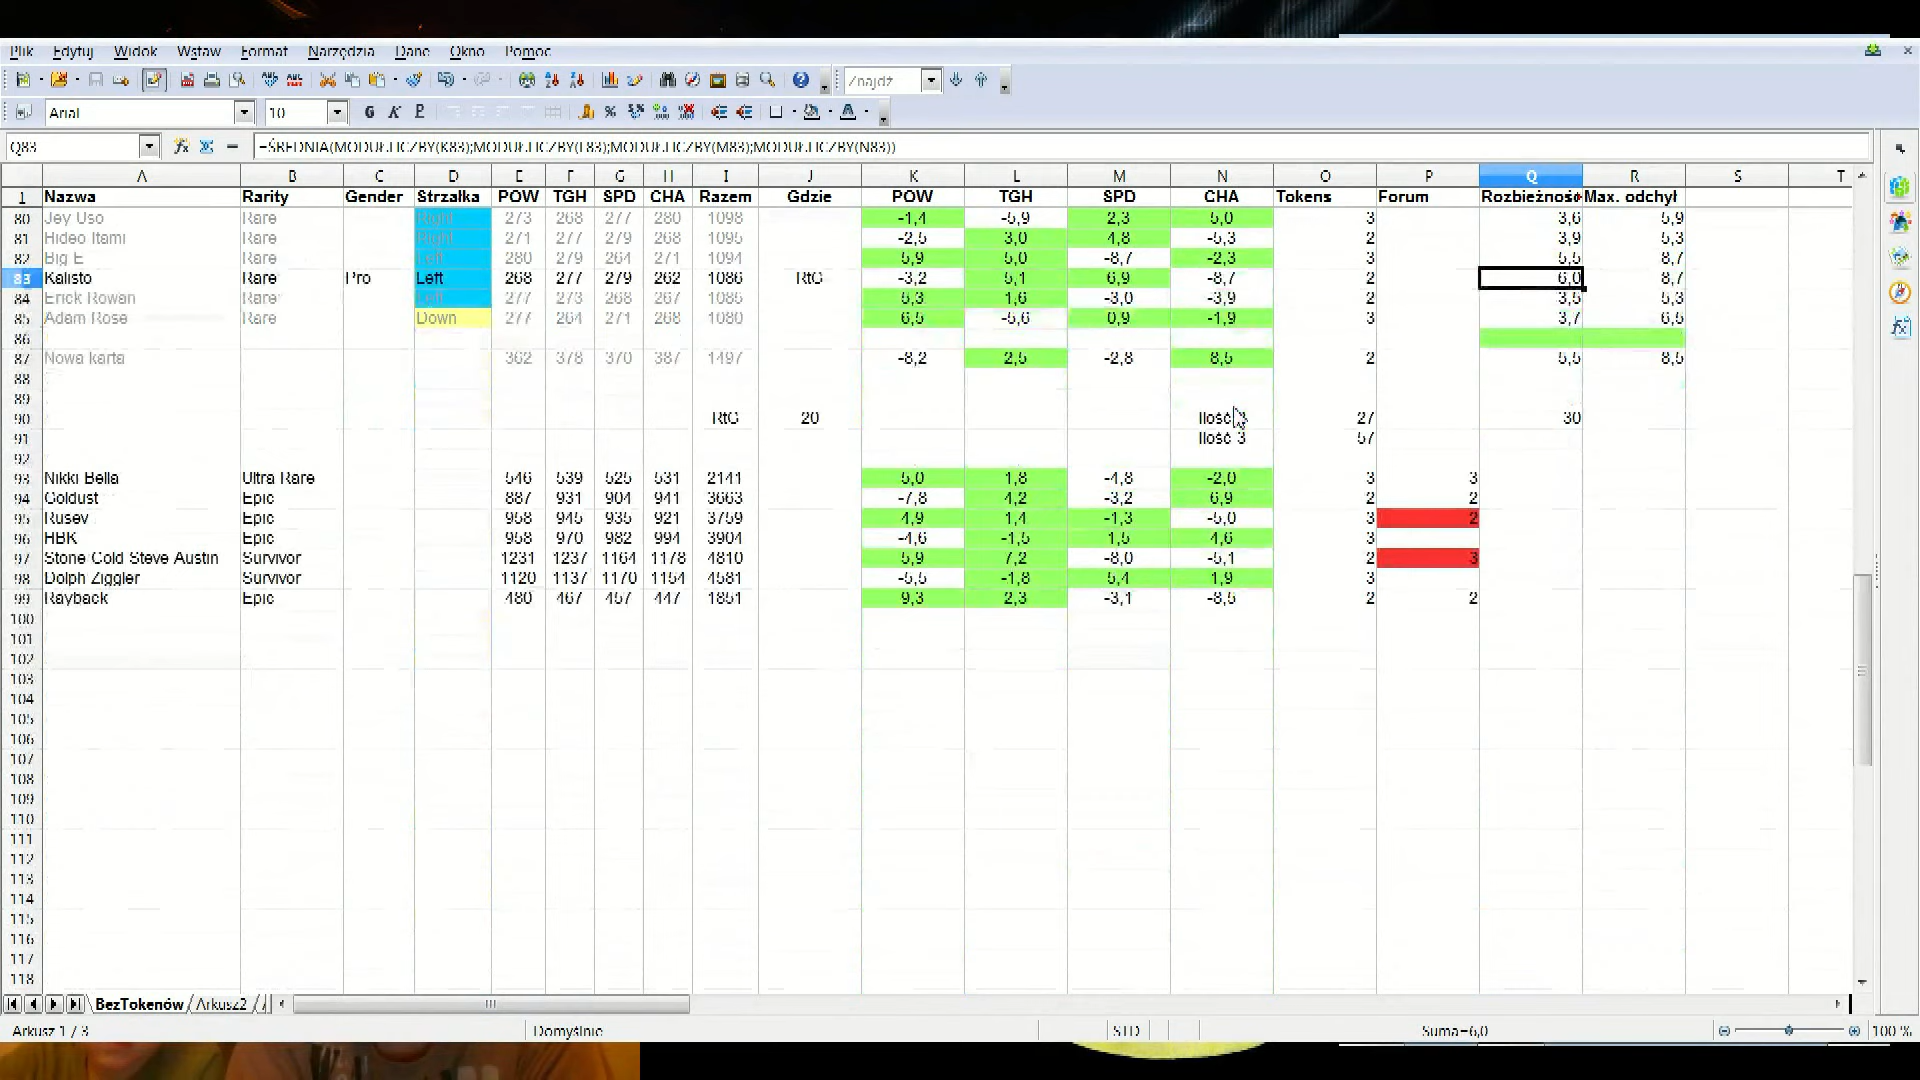 Plik Edytuj Widok Wstaw Format Narzędzia Dane Okno Pomoc
Znajdź
Arial 10 G K P
Q83 =ŚREDNIA(MODUŁ.LICZBY(K83);MODUŁ.LICZBY(L83);MODUŁ.LICZBY(M83);MODUŁ.LICZBY(N83))
A B C D E F G H I J K L M N O P Q R S T
1 Nazwa Rarity Gender Strzałka POW TGH SPD CHA Razem Gdzie POW TGH SPD CHA Tokens Forum Max. odchył
80 Jey Uso Rare Right 273 268 277 280 1098 -1,4 -5,9 2,3 5,0 3 3,6 5,9
81 Hideo Itami Rare Right 271 277 279 268 1095 -2,5 3,0 4,8 -5,3 2 3,9 5,3
82 Big E Rare Left 280 279 264 271 1094 5,9 5,0 -8,7 -2,3 3 5,5 8,7
83 Kalisto Rare Pro Left 268 277 279 262 1086 RtG -3,2 5,1 6,9 -8,7 2 6,0 8,7
84 Erick Rowan Rare Left 277 273 268 267 1085 5,3 1,6 -3,0 -3,9 2 3,5 5,3
85 Adam Rose Rare Down 277 264 271 268 1080 6,5 -5,6 0,9 -1,9 3 3,7 6,5
86
87 Nowa karta 362 378 370 387 1497 -8,2 2,5 -2,8 8,5 2 5,5 8,5
88
89
90 RtG 20 Ilość 27 30
91 Ilość 3 57
92
93 Nikki Bella Ultra Rare 546 539 525 531 2141 5,0 1,8 -4,8 -2,0 3 3
94 Goldust Epic 887 931 904 941 3663 -7,8 4,2 -3,2 6,9 2 2
95 Rusev Epic 958 945 935 921 3759 4,9 1,4 -1,3 -5,0 3 2
96 HBK Epic 958 970 982 994 3904 -4,6 -1,5 1,5 4,6 3
97 Stone Cold Steve Austin Survivor 1231 1237 1164 1178 4810 5,9 7,2 -8,0 -5,1 2 3
98 Dolph Ziggler Survivor 1120 1137 1170 1154 4581 -5,5 -1,8 5,4 1,9 3
99 Rayback Epic 480 467 457 447 1851 9,3 2,3 -3,1 -8,5 2 2
100
101
102
103
104
105
106
107
108
109
110
111
112
113
114
115
116
117
118
BezTokenów Arkusz2
Arkusz 1 / 3 Domyślnie STD Suma=6,0 100 %